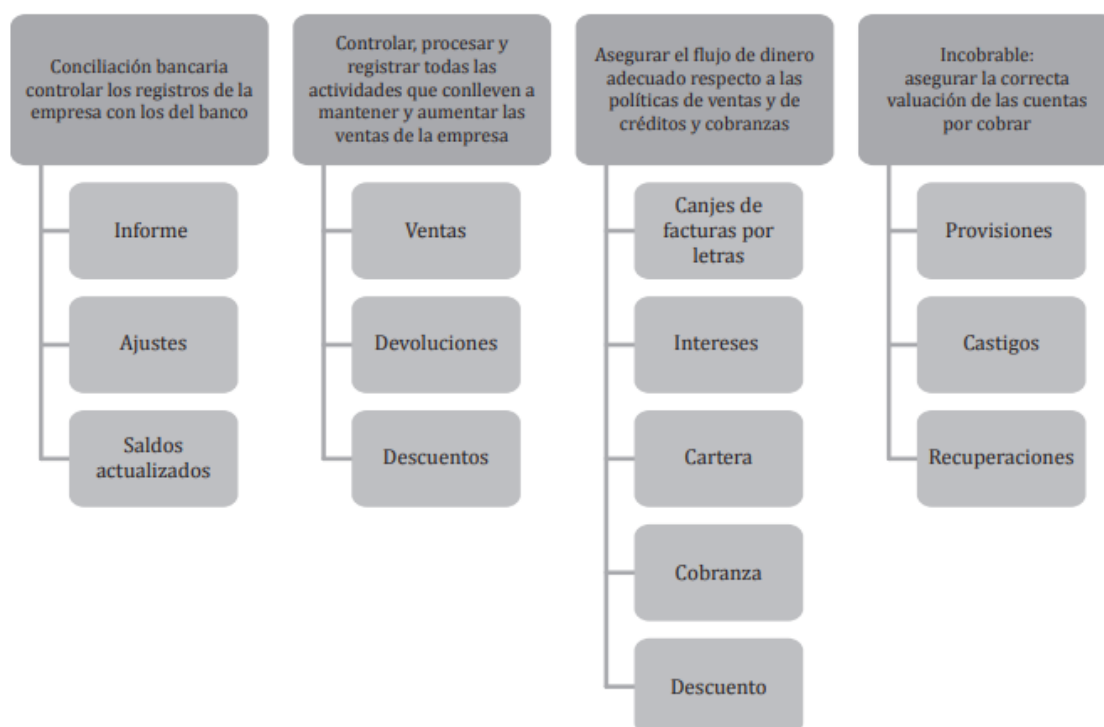 Conciliación bancaria
controlar los registros de la
empresa con los del banco
Informe
Ajustes
Saldos
actualizados
Controlar, procesar y
registrar todas las
actividades que conlleven a
mantener y aumentar las
ventas de la empresa
Ventas
Devoluciones
Descuentos
Asegurar el flujo de dinero
adecuado respecto a las
políticas de ventas y de
créditos y cobranzas
Canjes de
facturas por
letras
Intereses
Cartera
Cobranza
Descuento
Incobrable:
asegurar la correcta
valuación de las cuentas
por cobrar
Provisiones
Castigos
Recuperaciones